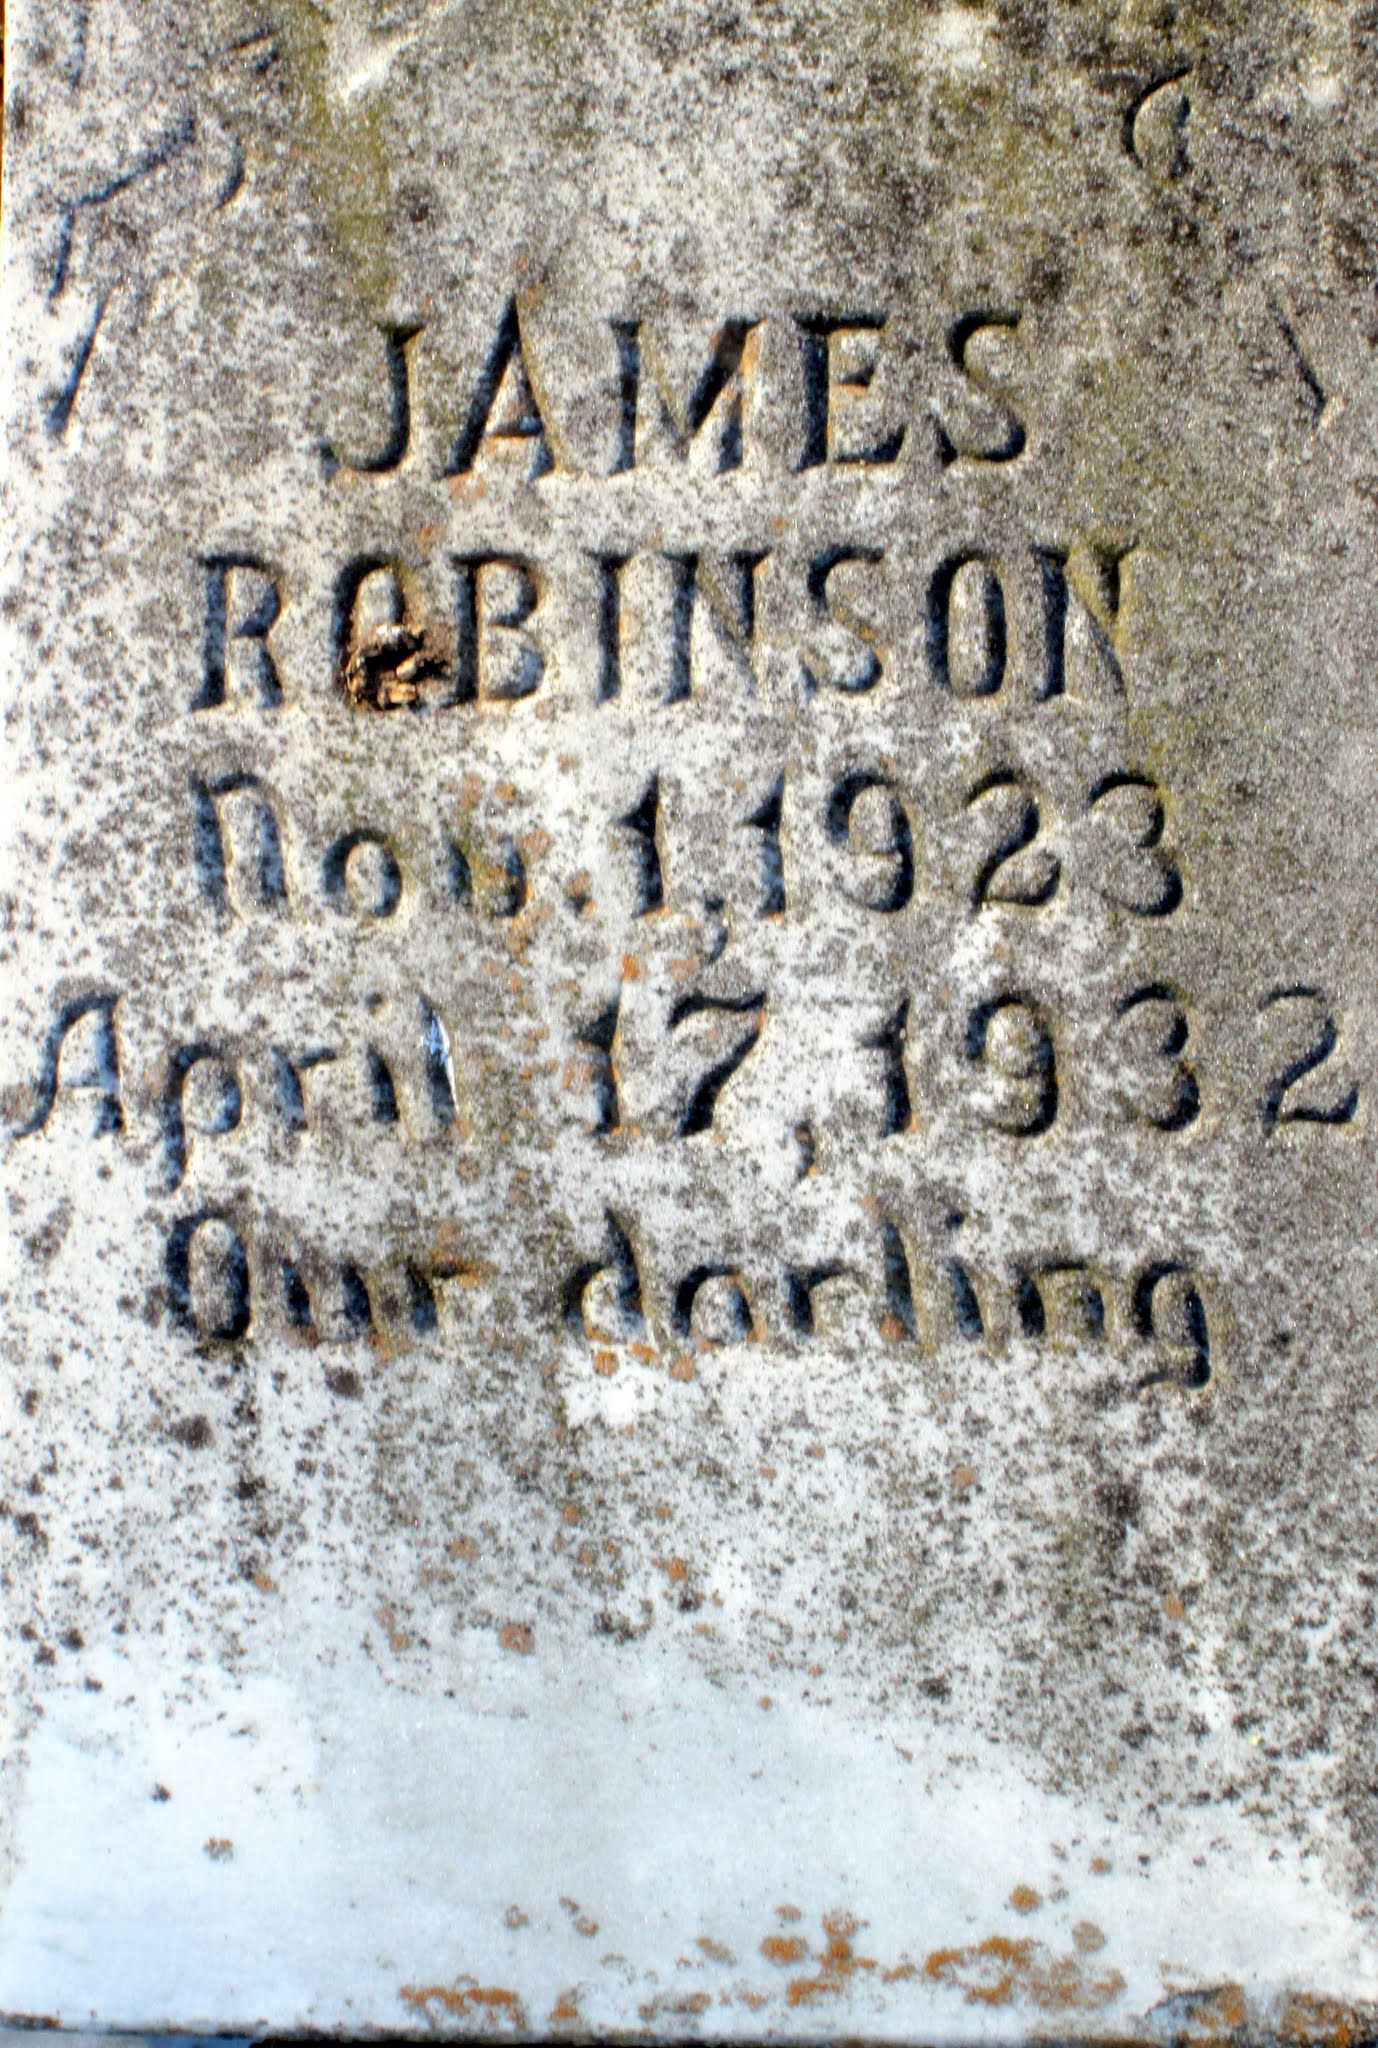 JAMES
ROBINSON
Nov. 1, 1923
April 17, 1932
Our darling